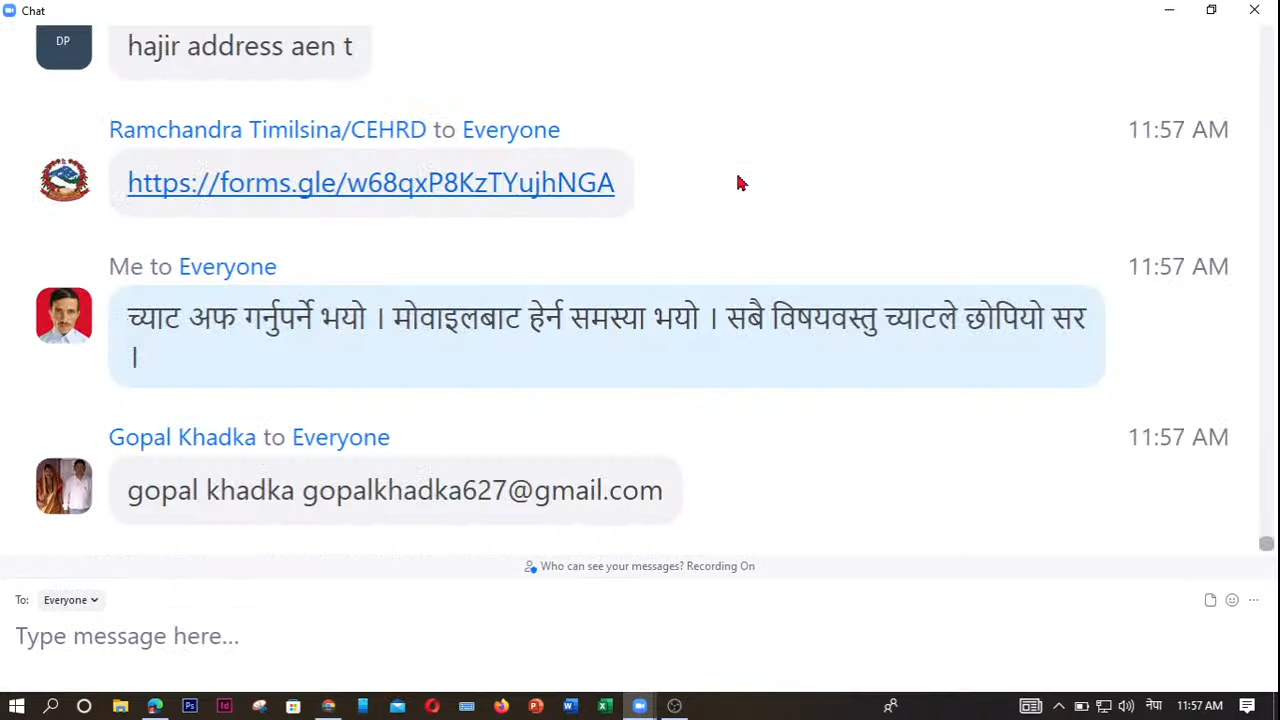 Chat
DP
hajir address aen t
Ramchandra Timilsina/CEHRD to Everyone 11:57 AM
https://forms.gle/w68qxP8KzTYujhNGA
Me to Everyone 11:57 AM
च्याट अफ गर्नुपर्ने भयो । मोवाइलबाट हेर्न समस्या भयो । सबै विषयवस्तु च्याटले छोपियो सर
।
Gopal Khadka to Everyone 11:57 AM
gopal khadka gopalkhadka627@gmail.com
Who can see your messages? Recording On
To: Everyone
Type message here...
Ps Id P W X नेपा 11:57 AM